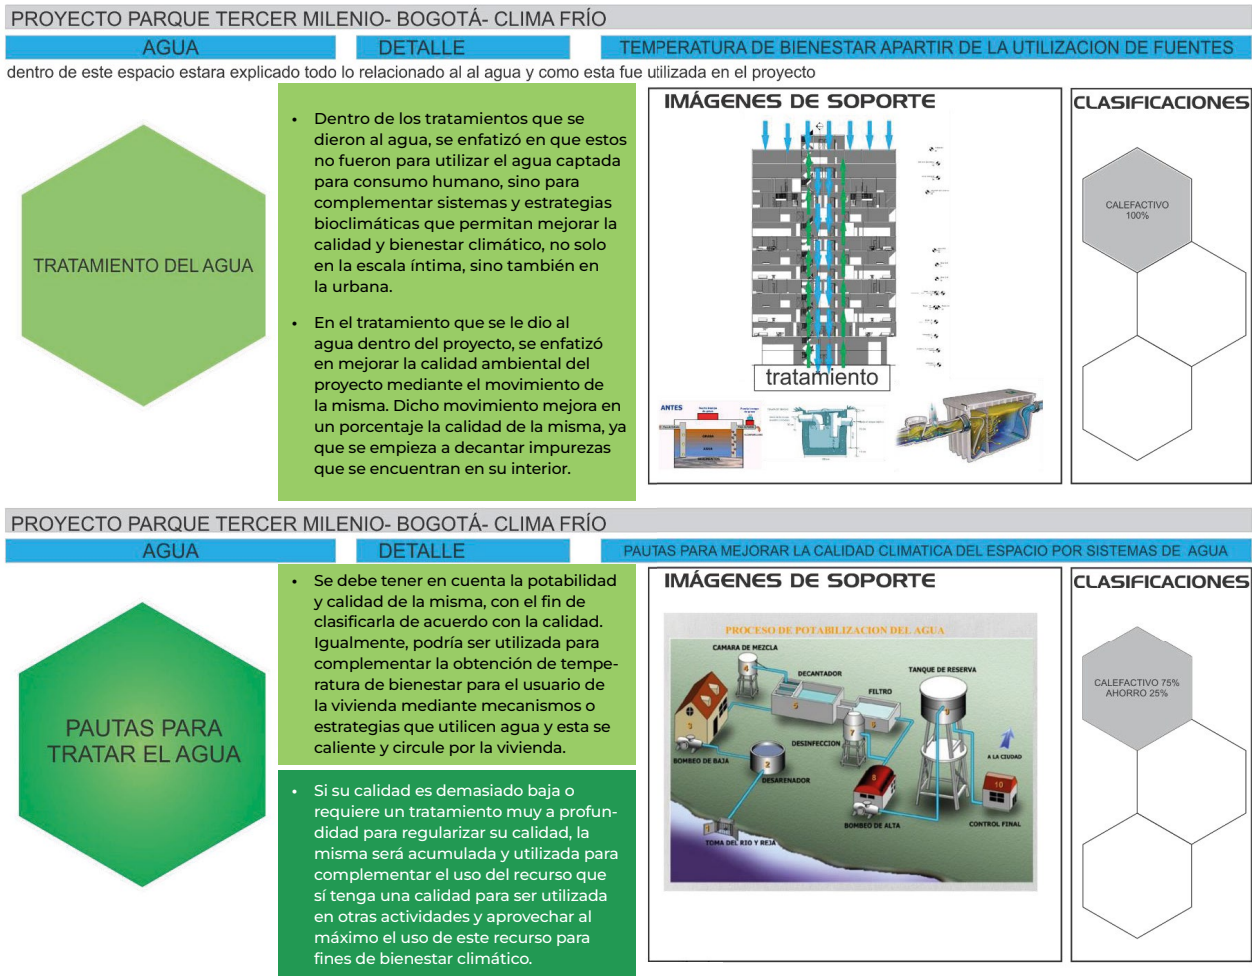 PROYECTO PARQUE TERCER MILENIO- BOGOTÁ- CLIMA FRÍO
AGUA
DETALLE
TEMPERATURA DE BIENESTAR APARTIR DE LA UTILIZACION DE FUENTES
dentro de este espacio estara explicado todo lo relacionado al al agua y como esta fue utilizada en el proyecto
TRATAMIENTO DEL AGUA
• Dentro de los tratamientos que se
dieron al agua, se enfatizó en que estos
no fueron para utilizar el agua captada
para consumo humano, sino para
complementar sistemas y estrategias
bioclimáticas que permitan mejorar la
calidad y bienestar climático, no solo
en la escala íntima, sino también en
la urbana.
• En el tratamiento que se le dio al
agua dentro del proyecto, se enfatizó
en mejorar la calidad ambiental del
proyecto mediante el movimiento de
la misma. Dicho movimiento mejora en
un porcentaje la calidad de la misma, ya
que se empieza a decantar impurezas
que se encuentran en su interior.
IMÁGENES DE SOPORTE
tratamiento
ANTES
CLASIFICACIONES
CALEFACTIVO
100%
PROYECTO PARQUE TERCER MILENIO- BOGOTÁ- CLIMA FRÍO
AGUA
DETALLE
PAUTAS PARA MEJORAR LA CALIDAD CLIMATICA DEL ESPACIO POR SISTEMAS DE AGUA
PAUTAS PARA
TRATAR EL AGUA
• Se debe tener en cuenta la potabilidad
y calidad de la misma, con el fin de
clasificarla de acuerdo con la calidad.
Igualmente, podría ser utilizada para
complementar la obtención de tempe-
ratura de bienestar para el usuario de
la vivienda mediante mecanismos o
estrategias que utilicen agua y esta se
caliente y circule por la vivienda.
• Si su calidad es demasiado baja o
requiere un tratamiento muy a profun-
didad para regularizar su calidad, la
misma será acumulada y utilizada para
complementar el uso del recurso que
sí tenga una calidad para ser utilizada
en otras actividades y aprovechar al
máximo el uso de este recurso para
fines de bienestar climático.
IMÁGENES DE SOPORTE
PROCESO DE POTABILIZACION DEL AGUA
CAMARA DE MEZCLA
4
DECANTADOR
5
TANQUE DE RESERVA
9
FILTRO
6
3
7
DESINFECCION
BOMBEO DE BAJA
2
DESARENADOR
A LA CIUDAD
8
10
BOMBEO DE ALTA
CONTROL FINAL
1
TOMA DEL RIO Y REJA
CLASIFICACIONES
CALEFACTIVO 75%
AHORRO 25%